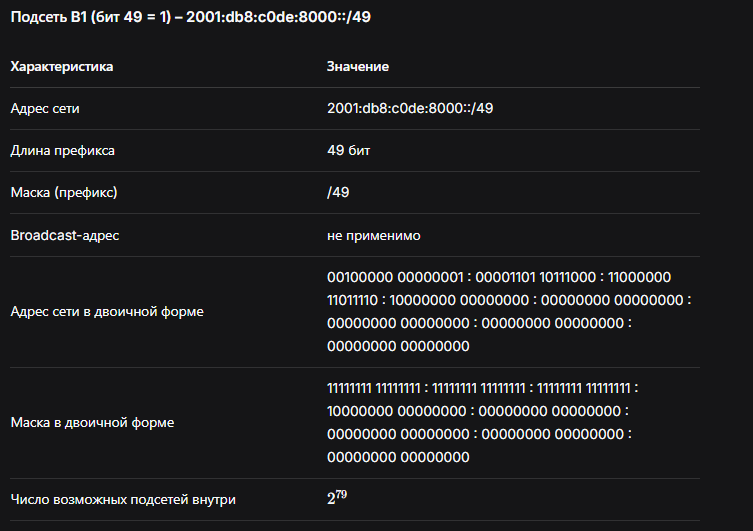 Подсеть B1 (бит 49 = 1) – 2001:db8:c0de:8000::/49
Характеристика Значение
Адрес сети 2001:db8:c0de:8000::/49
Длина префикса 49 бит
Маска (префикс) /49
Broadcast-адрес не применимо
Адрес сети в двоичной форме
00100000 00000001 : 00001101 10111000 : 11000000
11011110 : 10000000 00000000 : 00000000 00000000 :
00000000 00000000 : 00000000 00000000 :
00000000 00000000
Маска в двоичной форме
11111111 11111111 : 11111111 11111111 : 11111111 11111111 :
10000000 00000000 : 00000000 00000000 :
00000000 00000000 : 00000000 00000000 :
00000000 00000000
Число возможных подсетей внутри 2⁷⁹